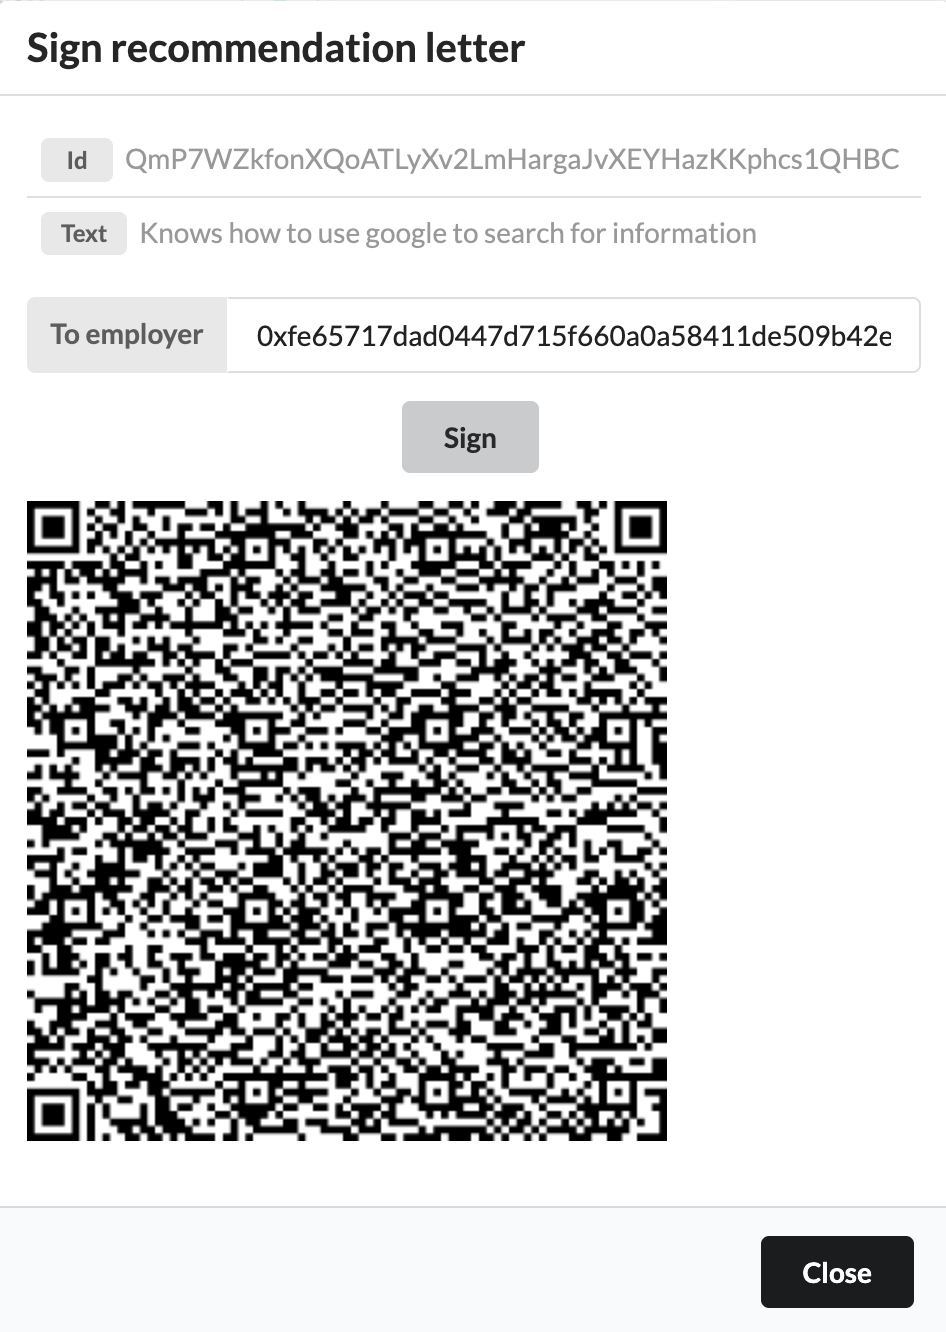 Sign recommendation letter
Id QmP7WZkfonXQoATLyXv2LmHargaJvXEYHazKKphcs1QHBC
Text Knows how to use google to search for information
To employer 0xfe65717dad0447d715f660a0a58411de509b42e
Sign
Close